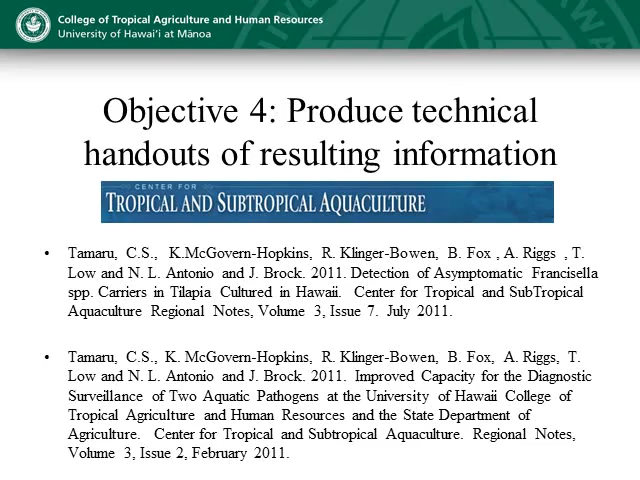 College of Tropical Agriculture and Human Resources
University of Hawai'i at Mānoa
Objective 4: Produce technical
handouts of resulting information
CENTER FOR
TROPICAL AND SUBTROPICAL AQUACULTURE
• Tamaru, C.S., K.McGovern-Hopkins, R. Klinger-Bowen, B. Fox , A. Riggs , T.
Low and N. L. Antonio and J. Brock. 2011. Detection of Asymptomatic Francisella
spp. Carriers in Tilapia Cultured in Hawaii. Center for Tropical and SubTropical
Aquaculture Regional Notes, Volume 3, Issue 7. July 2011.
• Tamaru, C.S., K. McGovern-Hopkins, R. Klinger-Bowen, B. Fox, A. Riggs, T.
Low and N. L. Antonio and J. Brock. 2011. Improved Capacity for the Diagnostic
Surveillance of Two Aquatic Pathogens at the University of Hawaii College of
Tropical Agriculture and Human Resources and the State Department of
Agriculture. Center for Tropical and Subtropical Aquaculture. Regional Notes,
Volume 3, Issue 2, February 2011.